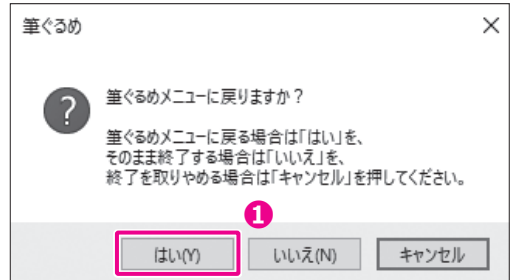 筆ぐるめ
筆ぐるめメニューに戻りますか？
筆ぐるめメニューに戻る場合は「はい」を、
そのまま終了する場合は「いいえ」を、
終了を取りやめる場合は「キャンセル」を押してください。
1
はい(Y) いいえ(N) キャンセル